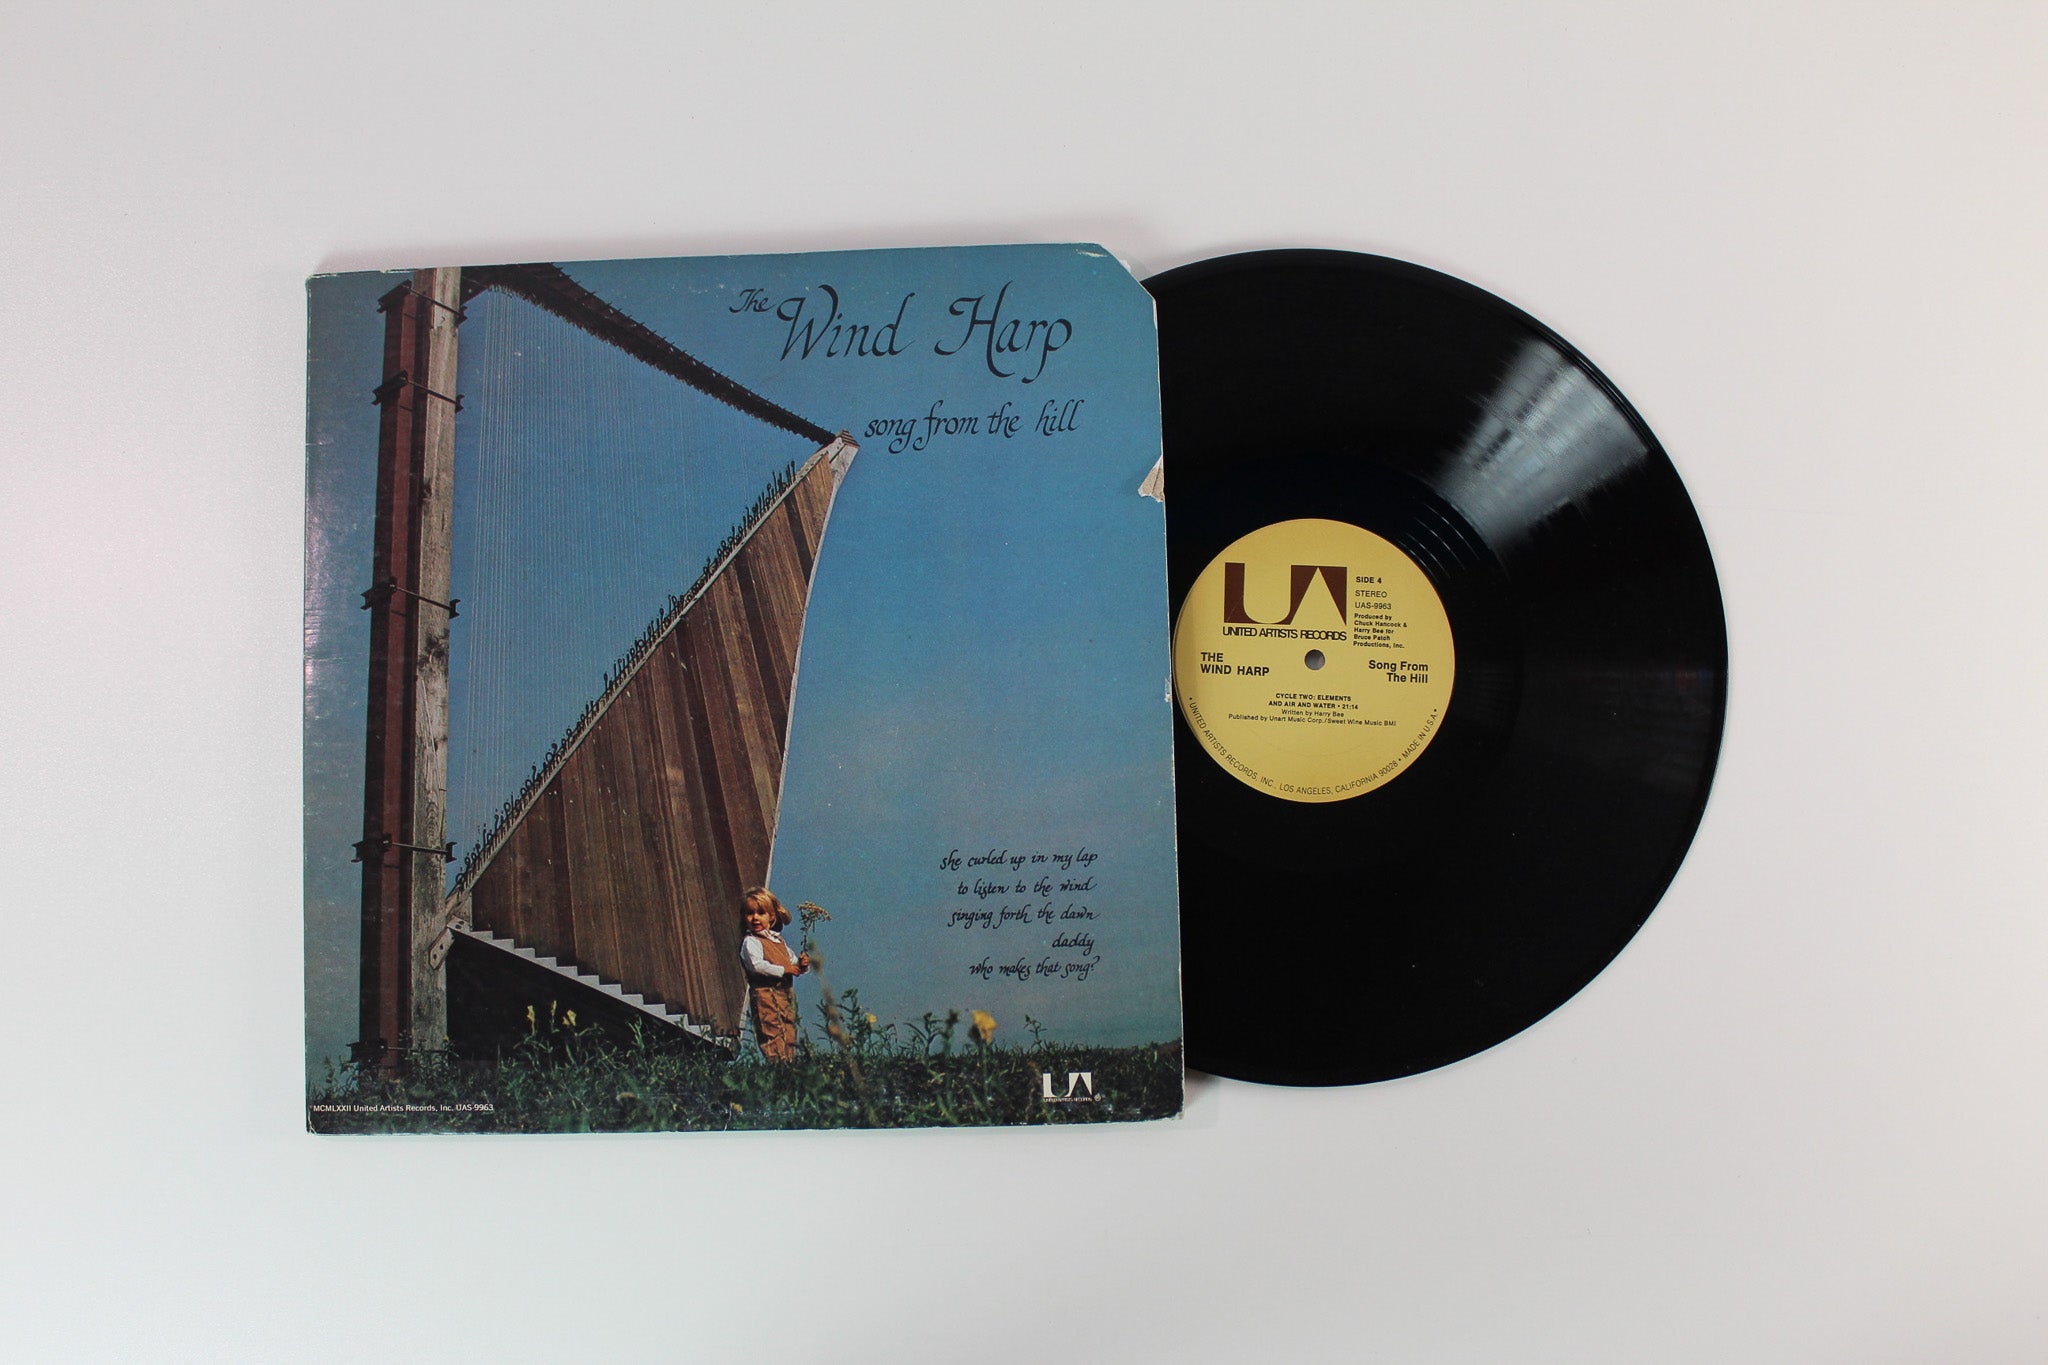 The Wind Harp
song from the hill
she curled up in my lap
to listen to the wind
singing forth the dawn
daddy
who makes that song?
MCMLXXII United Artists Records, Inc. UAS-9963
UA
UNITED ARTISTS RECORDS
UA
UNITED ARTISTS RECORDS
SIDE 4
STEREO
UAS-9963
Produced by
Chuck Hancock &
Harry Bee for
Bruce Patch
Productions, Inc.
THE
WIND HARP
Song From
The Hill
CYCLE TWO: ELEMENTS
AND AIR AND WATER • 21:14
Written by Harry Bee
Published by Unart Music Corp./Sweet Wine Music BMI
• UNITED ARTISTS RECORDS, INC., LOS ANGELES, CALIFORNIA 90028 • MADE IN U.S.A. •